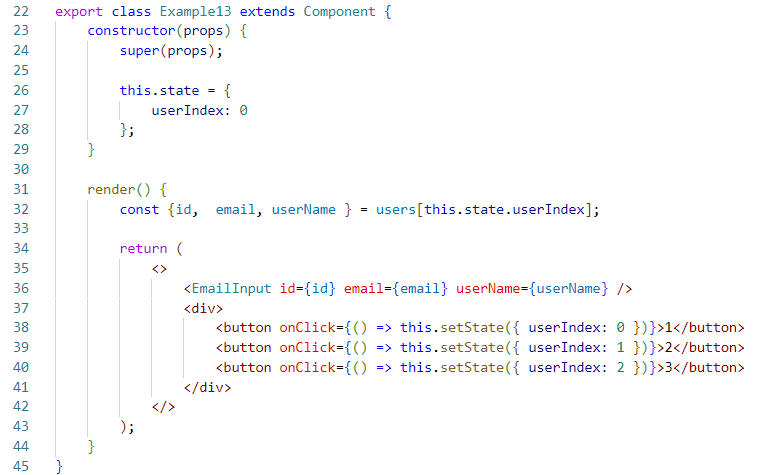 22 export class Example13 extends Component {
23     constructor(props) {
24         super(props);
25
26         this.state = {
27             userIndex: 0
28         };
29     }
30
31     render() {
32         const {id,  email, userName } = users[this.state.userIndex];
33
34         return (
35             <>
36                 <EmailInput id={id} email={email} userName={userName} />
37                 <div>
38                     <button onClick={() => this.setState({ userIndex: 0 })}>1</button>
39                     <button onClick={() => this.setState({ userIndex: 1 })}>2</button>
40                     <button onClick={() => this.setState({ userIndex: 2 })}>3</button>
41                 </div>
42             </>
43         );
44     }
45 }